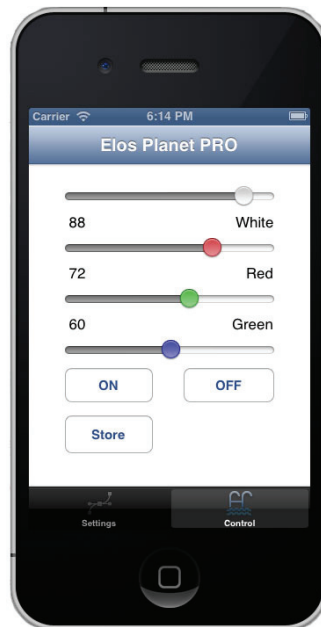 Carrier 6:14 PM
Elos Planet PRO
88 White
72 Red
60 Green
ON OFF
Store
Settings Control